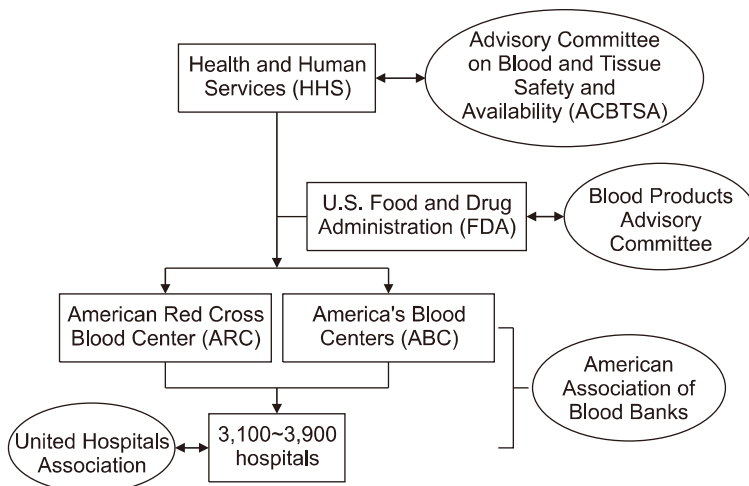 Health and Human
Services (HHS)
Advisory Committee
on Blood and Tissue
Safety and
Availability (ACBTSA)
U.S. Food and Drug
Administration (FDA)
Blood Products
Advisory
Committee
American Red Cross
Blood Center (ARC)
America's Blood
Centers (ABC)
American
Association of
Blood Banks
United Hospitals
Association
3,100~3,900
hospitals